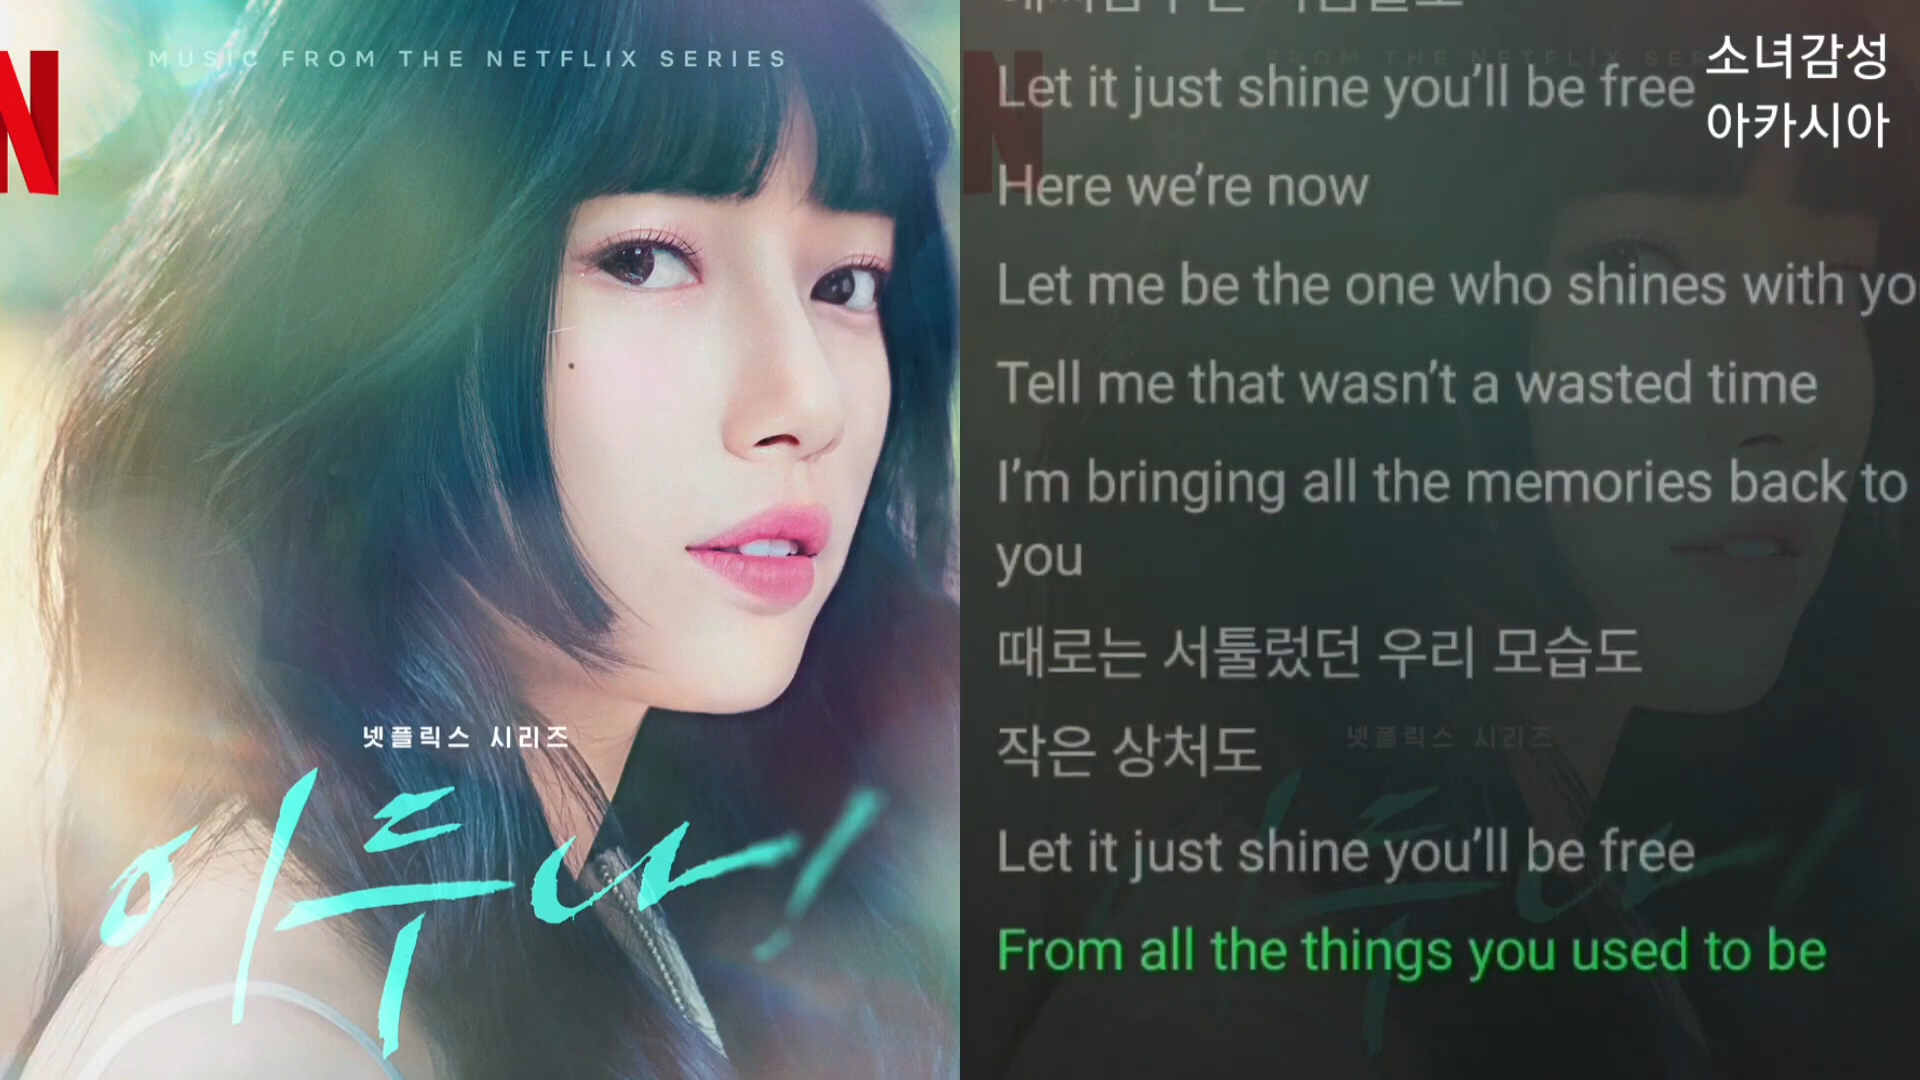 MUSIC FROM THE NETFLIX SERIES
N
넷플릭스 시리즈
이두나!
소녀감성
아카시아
Let it just shine you’ll be free
Here we’re now
Let me be the one who shines with yo
Tell me that wasn’t a wasted time
I’m bringing all the memories back to
you
때로는 서툴렀던 우리 모습도
작은 상처도
Let it just shine you’ll be free
From all the things you used to be